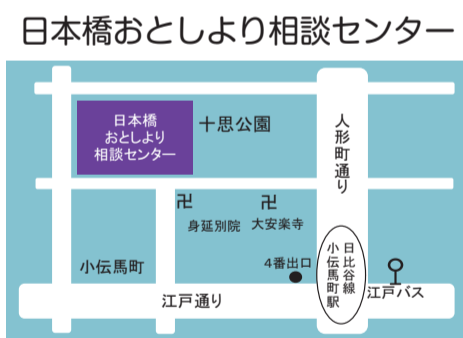 日本橋おとしより相談センター
日本橋
おとしより
相談センター
十思公園
人形町通り
卍
卍
身延別院
大安楽寺
小伝馬町
4番出口
日比谷線
小伝馬町駅
江戸バス
江戸通り